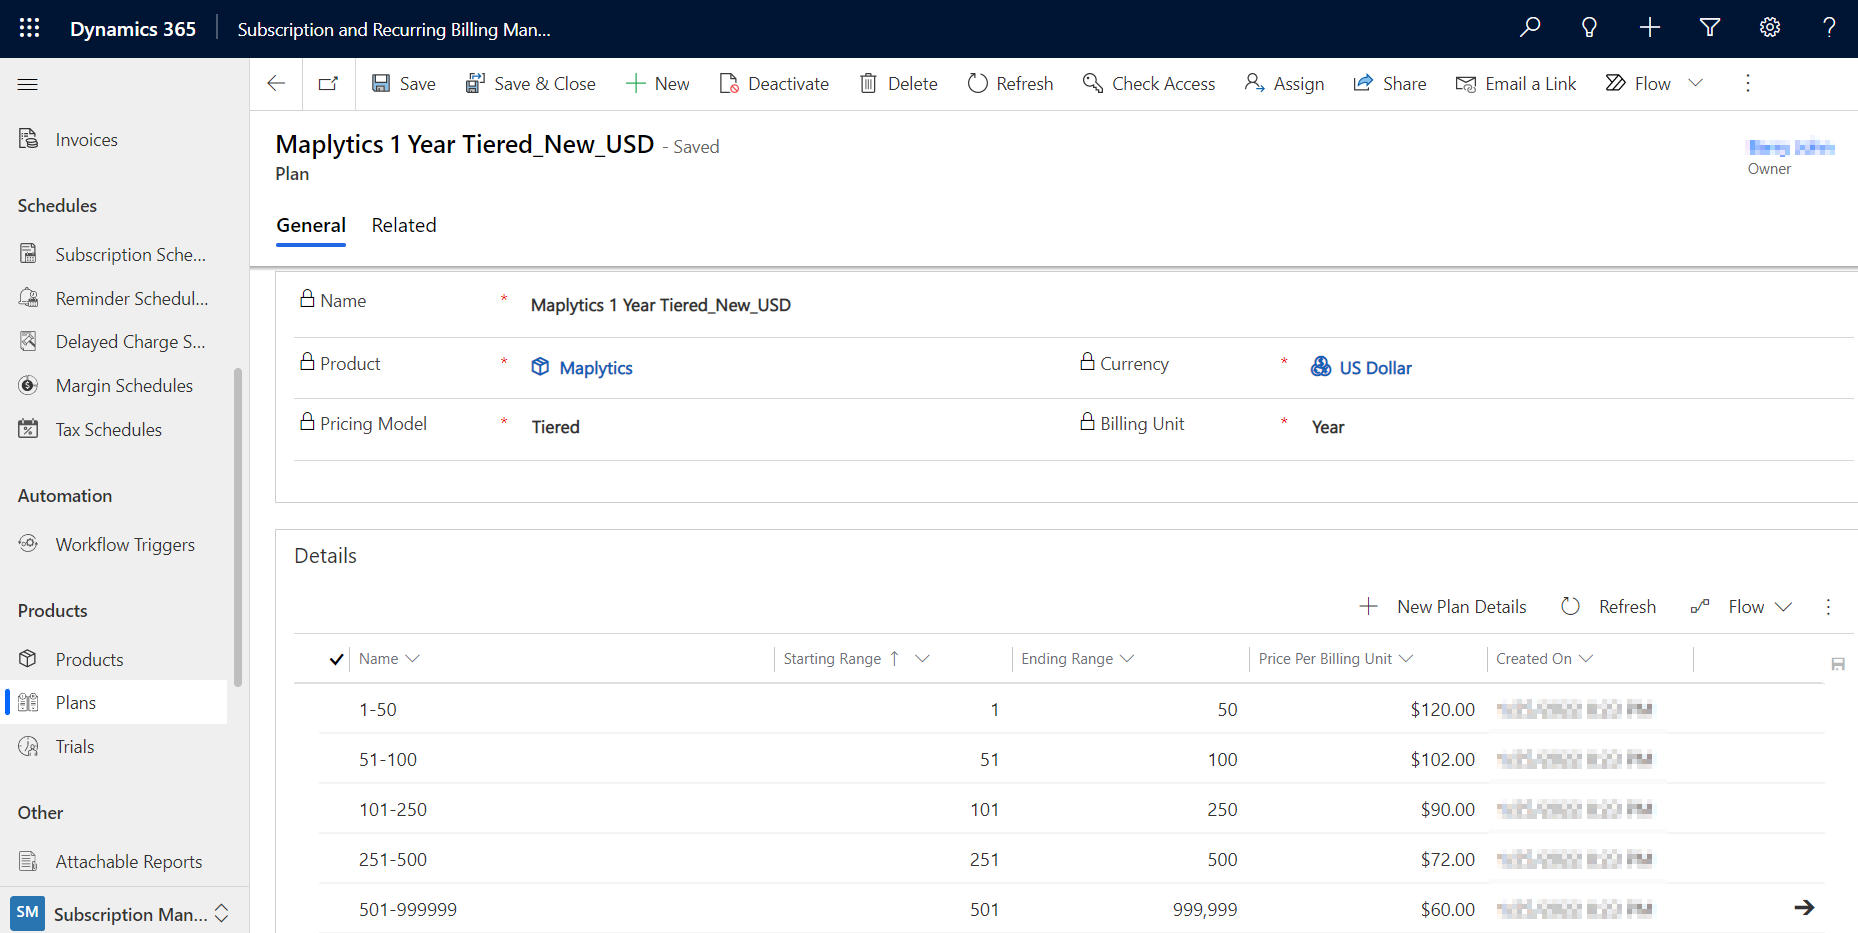 Dynamics 365
Subscription and Recurring Billing Man...
Save
Save & Close
New
Deactivate
Delete
Refresh
Check Access
Assign
Share
Email a Link
Flow
Invoices
Schedules
Subscription Sche...
Reminder Schedul...
Delayed Charge S...
Margin Schedules
Tax Schedules
Automation
Workflow Triggers
Products
Products
Plans
Trials
Other
Attachable Reports
SM Subscription Man...
Maplytics 1 Year Tiered_New_USD - Saved
Plan
Owner
General Related
Name * Maplytics 1 Year Tiered_New_USD
Product * Maplytics Currency * US Dollar
Pricing Model * Tiered Billing Unit * Year
Details
New Plan Details Refresh Flow
Name Starting Range Ending Range Price Per Billing Unit Created On
1-50 1 50 $120.00
51-100 51 100 $102.00
101-250 101 250 $90.00
251-500 251 500 $72.00
501-999999 501 999,999 $60.00